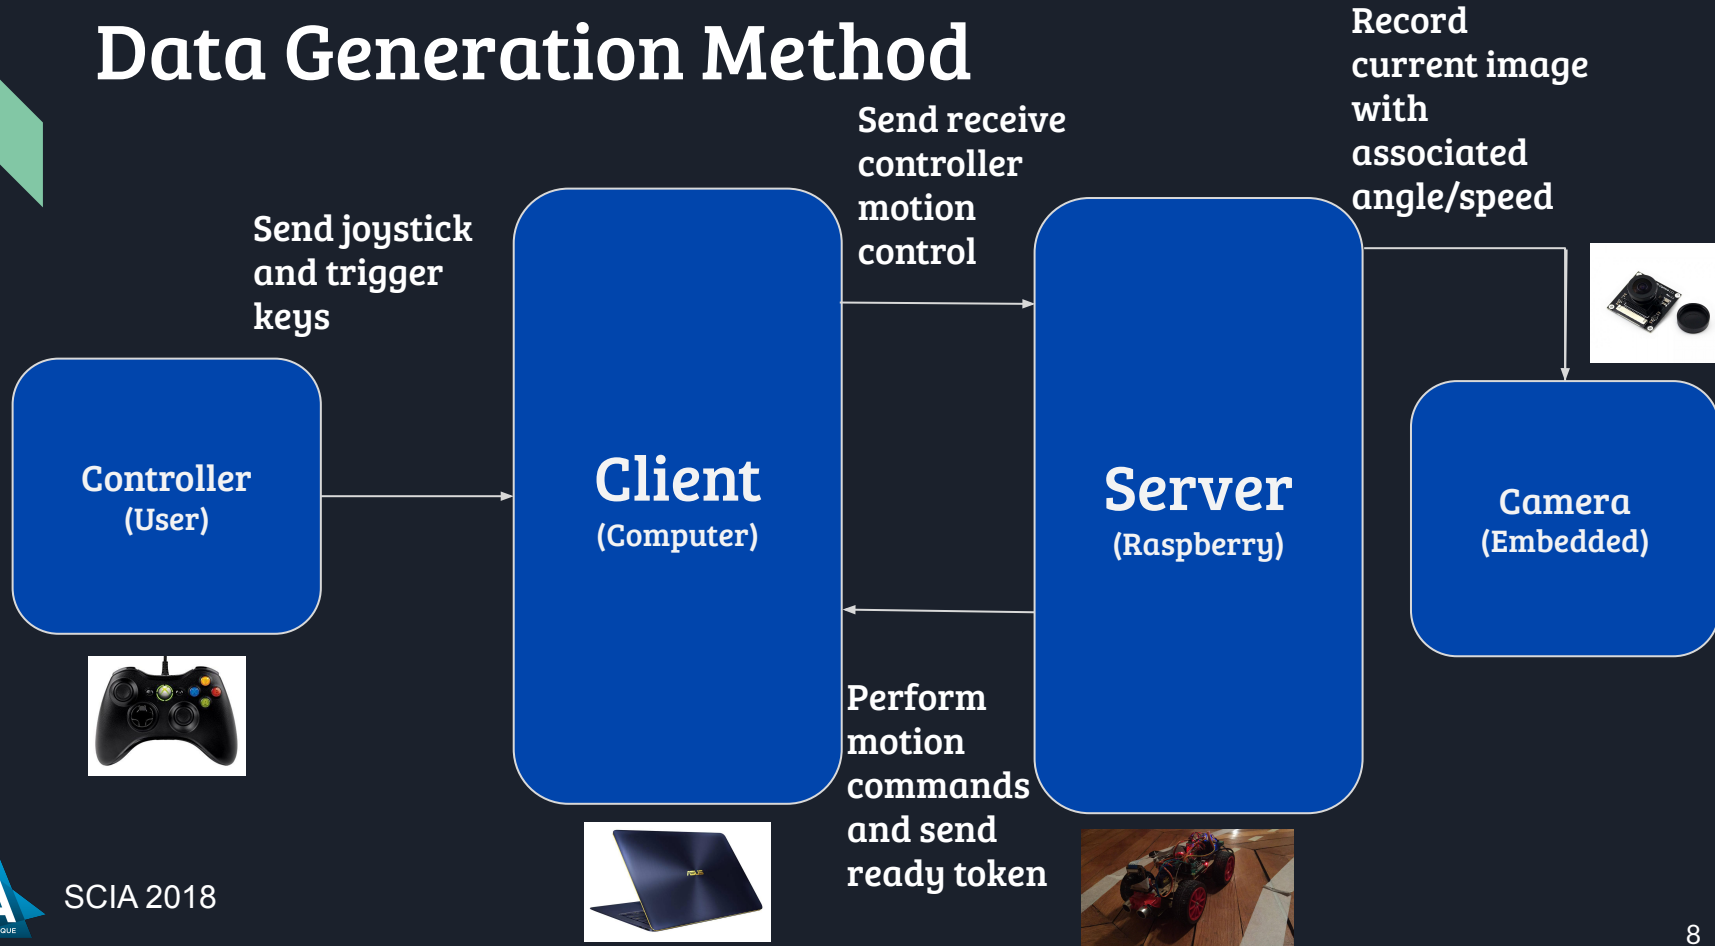 Data Generation Method
Record
current image
with
associated
angle/speed
Send receive
controller
motion
control
Send joystick
and trigger
keys
Controller
(User)
Client
(Computer)
Server
(Raspberry)
Camera
(Embedded)
Perform
motion
commands
and send
ready token
ASUS
A
QUE
SCIA 2018
8